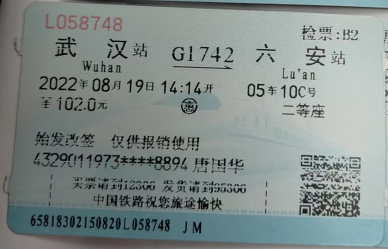 L058748 检票:B2
武汉站 G1742 六安站
Wuhan Lu'an
2022年08月19日 14:14开 05车10C号
¥102.0元 二等座
始发改签 仅供报销使用
4329011973****8894 唐国华
买票请到12306 发货请到95306
中国铁路祝您旅途愉快
65818302150820L058748 JM